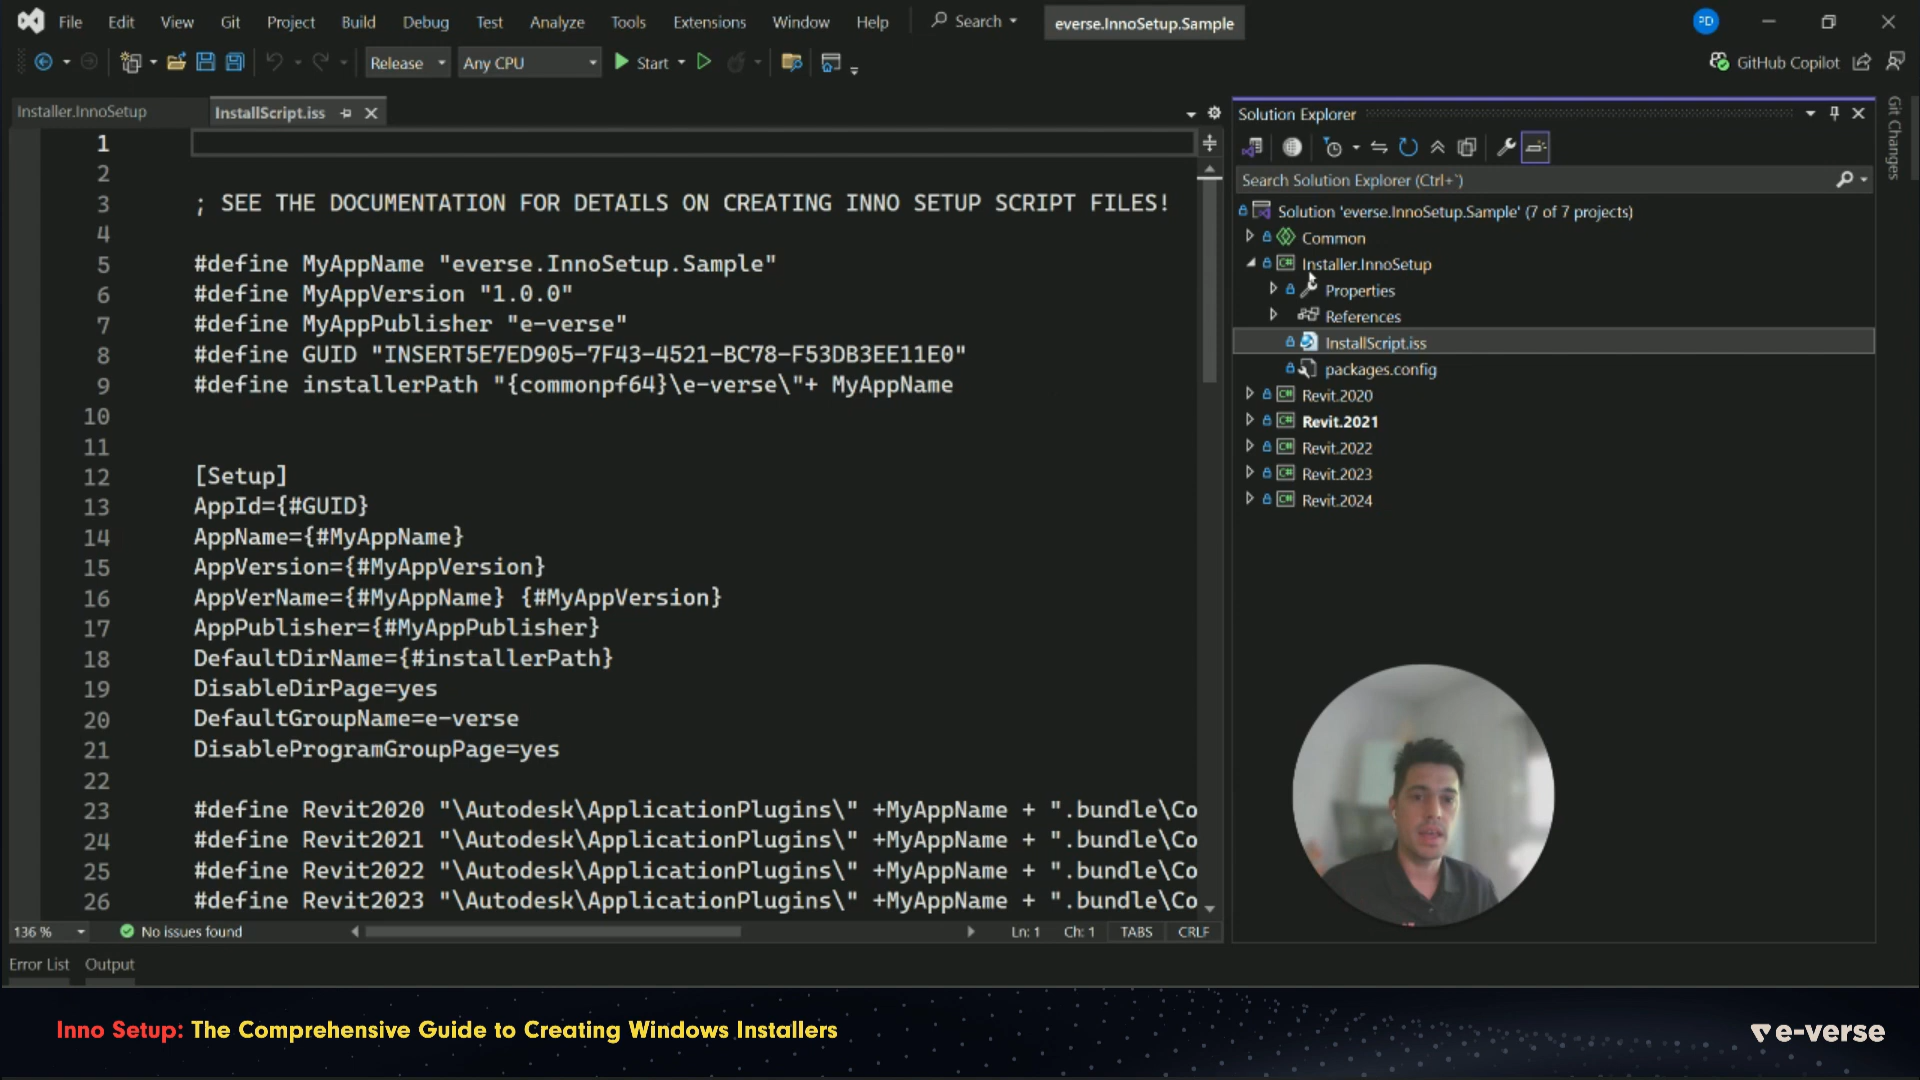 File Edit View Git Project Build Debug Test Analyze Tools Extensions Window Help Search everse.InnoSetup.Sample PD
Release Any CPU Start GitHub Copilot
Installer.InnoSetup InstallScript.iss
1
2
3 ; SEE THE DOCUMENTATION FOR DETAILS ON CREATING INNO SETUP SCRIPT FILES!
4
5 #define MyAppName "everse.InnoSetup.Sample"
6 #define MyAppVersion "1.0.0"
7 #define MyAppPublisher "e-verse"
8 #define GUID "INSERT5E7ED905-7F43-4521-BC78-F53DB3EE11E0"
9 #define installerPath "{commonpf64}\e-verse\"+ MyAppName
10
11
12 [Setup]
13 AppId={#GUID}
14 AppName={#MyAppName}
15 AppVersion={#MyAppVersion}
16 AppVerName={#MyAppName} {#MyAppVersion}
17 AppPublisher={#MyAppPublisher}
18 DefaultDirName={#installerPath}
19 DisableDirPage=yes
20 DefaultGroupName=e-verse
21 DisableProgramGroupPage=yes
22
23 #define Revit2020 "\Autodesk\ApplicationPlugins\" +MyAppName + ".bundle\Co
24 #define Revit2021 "\Autodesk\ApplicationPlugins\" +MyAppName + ".bundle\Co
25 #define Revit2022 "\Autodesk\ApplicationPlugins\" +MyAppName + ".bundle\Co
26 #define Revit2023 "\Autodesk\ApplicationPlugins\" +MyAppName + ".bundle\Co
136 % No issues found Ln: 1 Ch: 1 TABS CRLF
Error List Output
Solution Explorer
Search Solution Explorer (Ctrl+`)
Solution 'everse.InnoSetup.Sample' (7 of 7 projects)
Common
Installer.InnoSetup
Properties
References
InstallScript.iss
packages.config
Revit.2020
Revit.2021
Revit.2022
Revit.2023
Revit.2024
Git Changes
Inno Setup: The Comprehensive Guide to Creating Windows Installers
e-verse